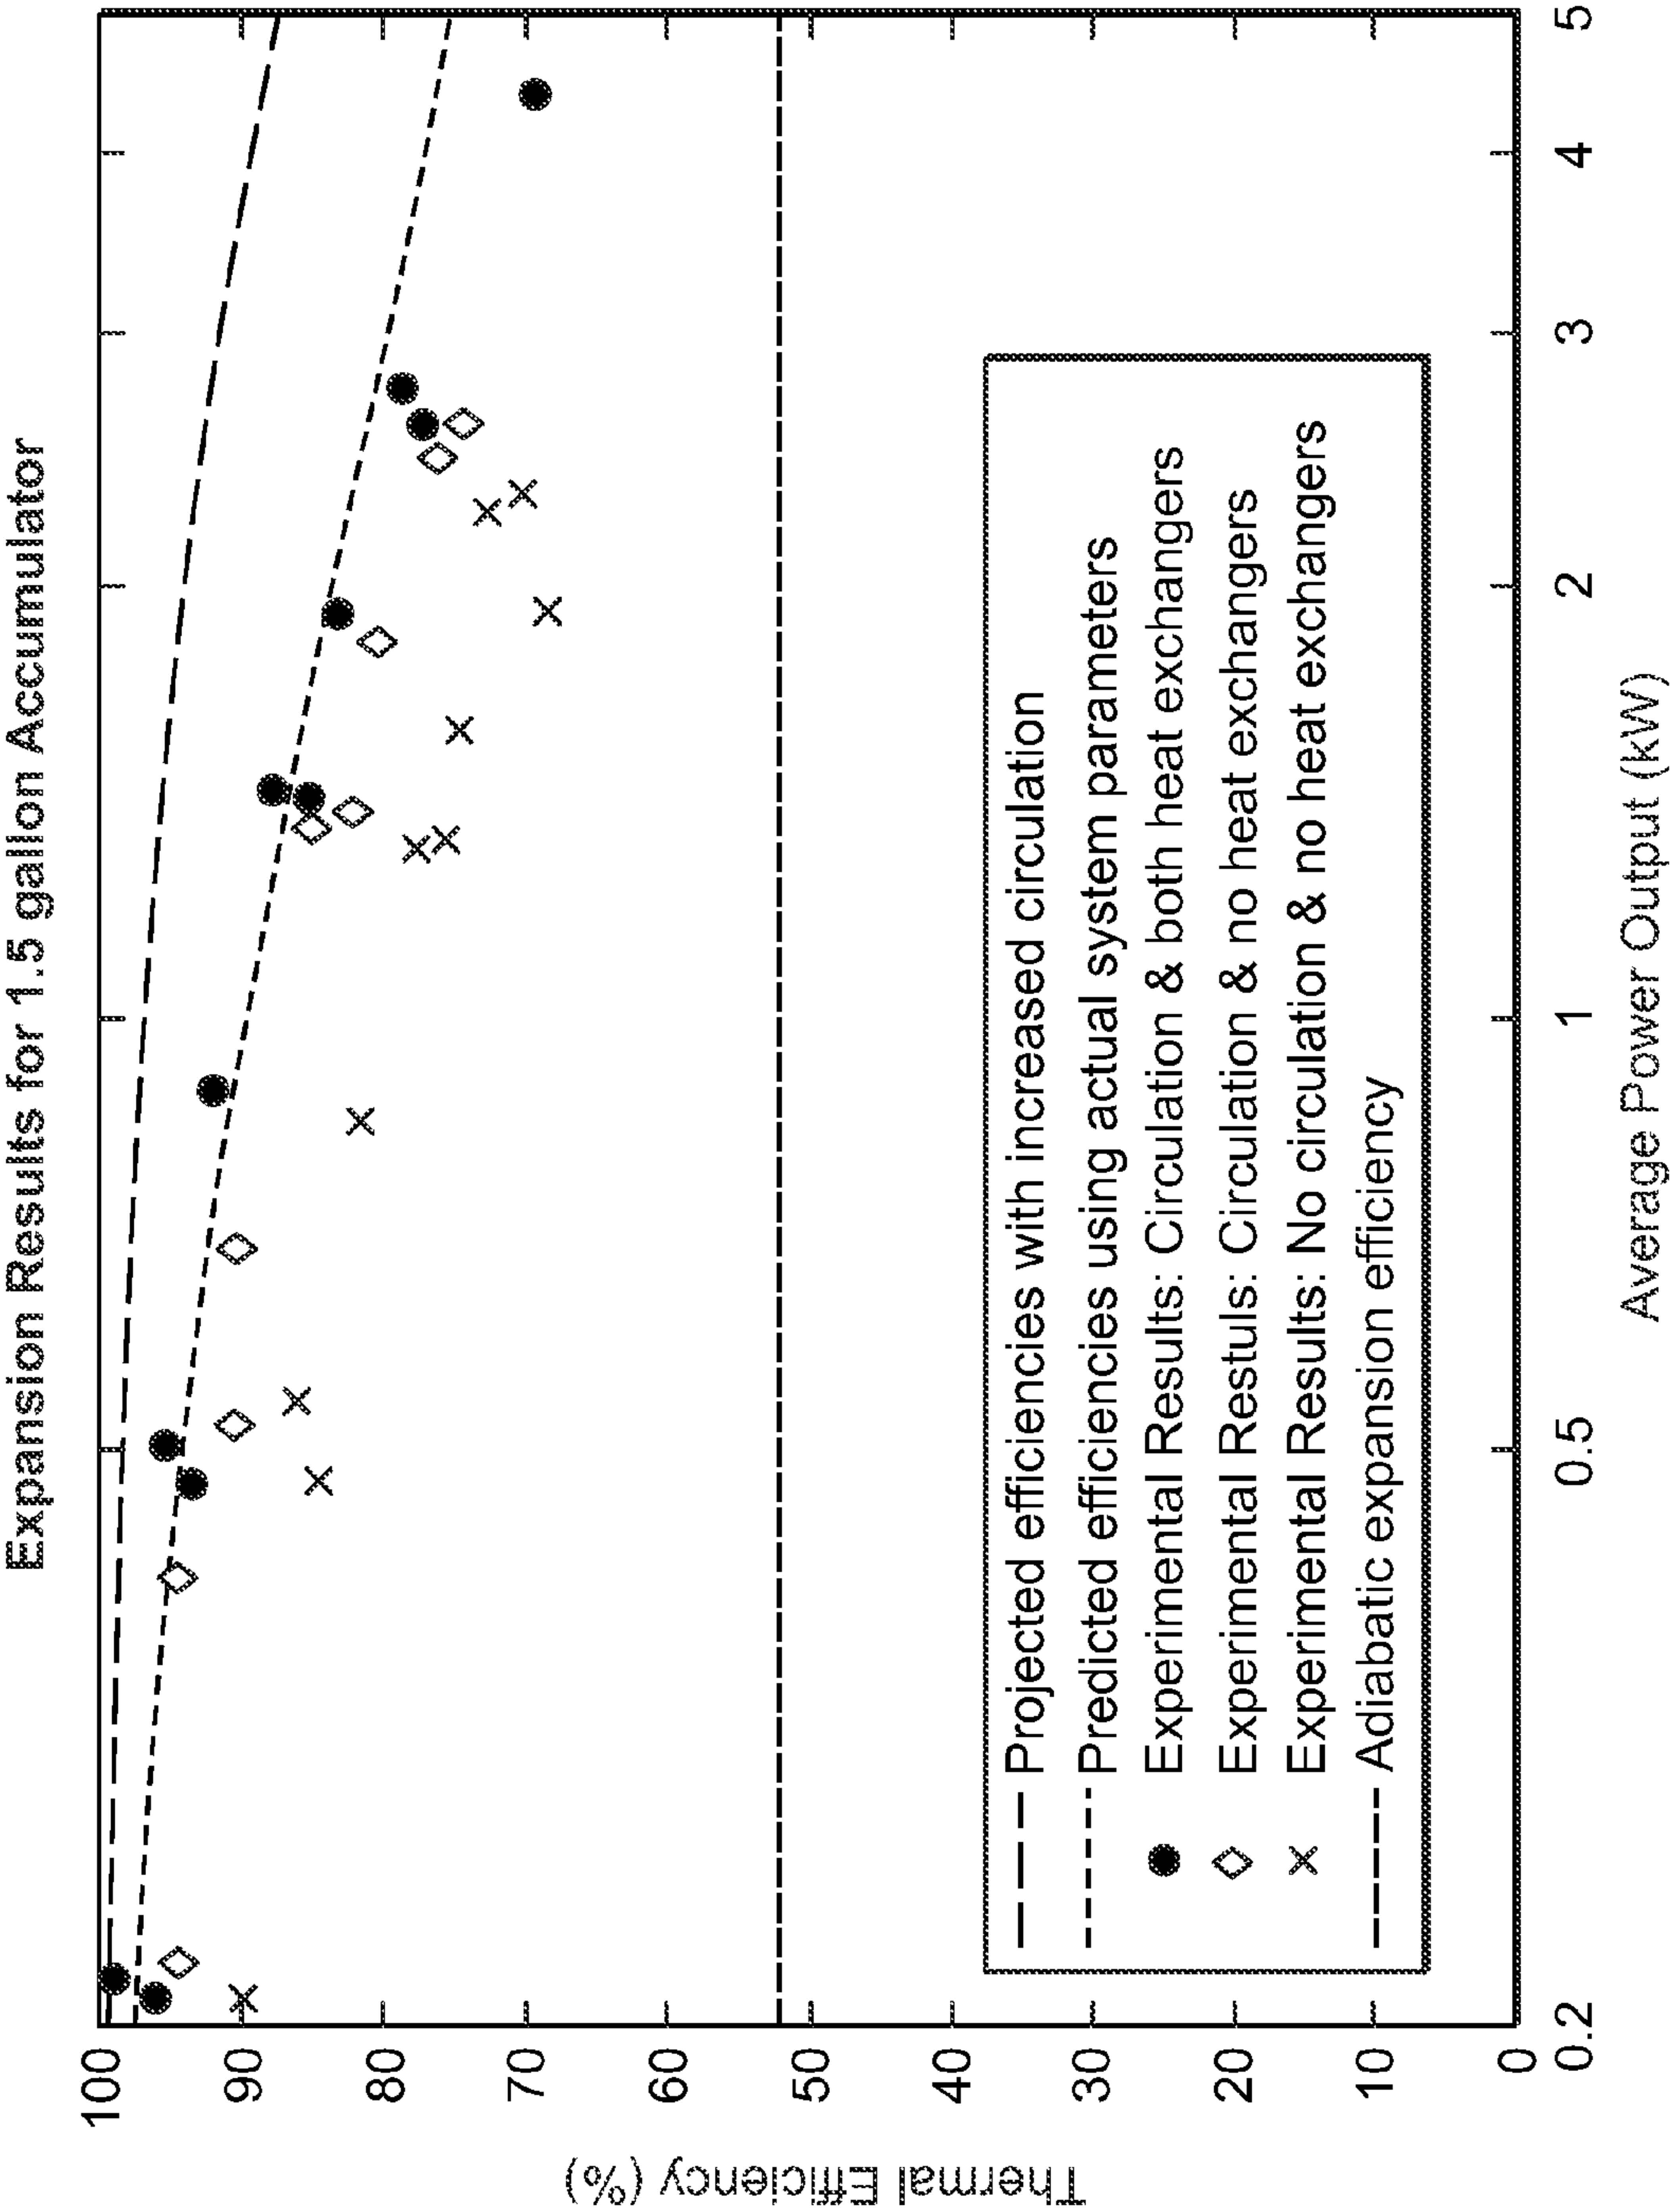 Expansion Results for 1.5 gallon Accumulator
Thermal Efficiency (%)
100
90
80
70
60
50
40
30
20
10
0
Projected efficiencies with increased circulation
Predicted efficiencies using actual system parameters
Experimental Results: Circulation & both heat exchangers
Experimental Restuls: Circulation & no heat exchangers
Experimental Results: No circulation & no heat exchangers
Adiabatic expansion efficiency
0.2
0.5
1
2
3
4
5
Average Power Output (kW)